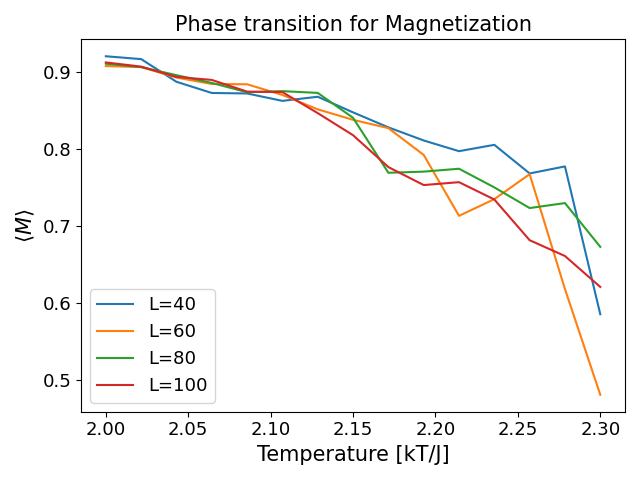 Phase transition for Magnetization
⟨M⟩
0.9
0.8
0.7
0.6
0.5
L=40
L=60
L=80
L=100
2.00 2.05 2.10 2.15 2.20 2.25 2.30
Temperature [kT/J]